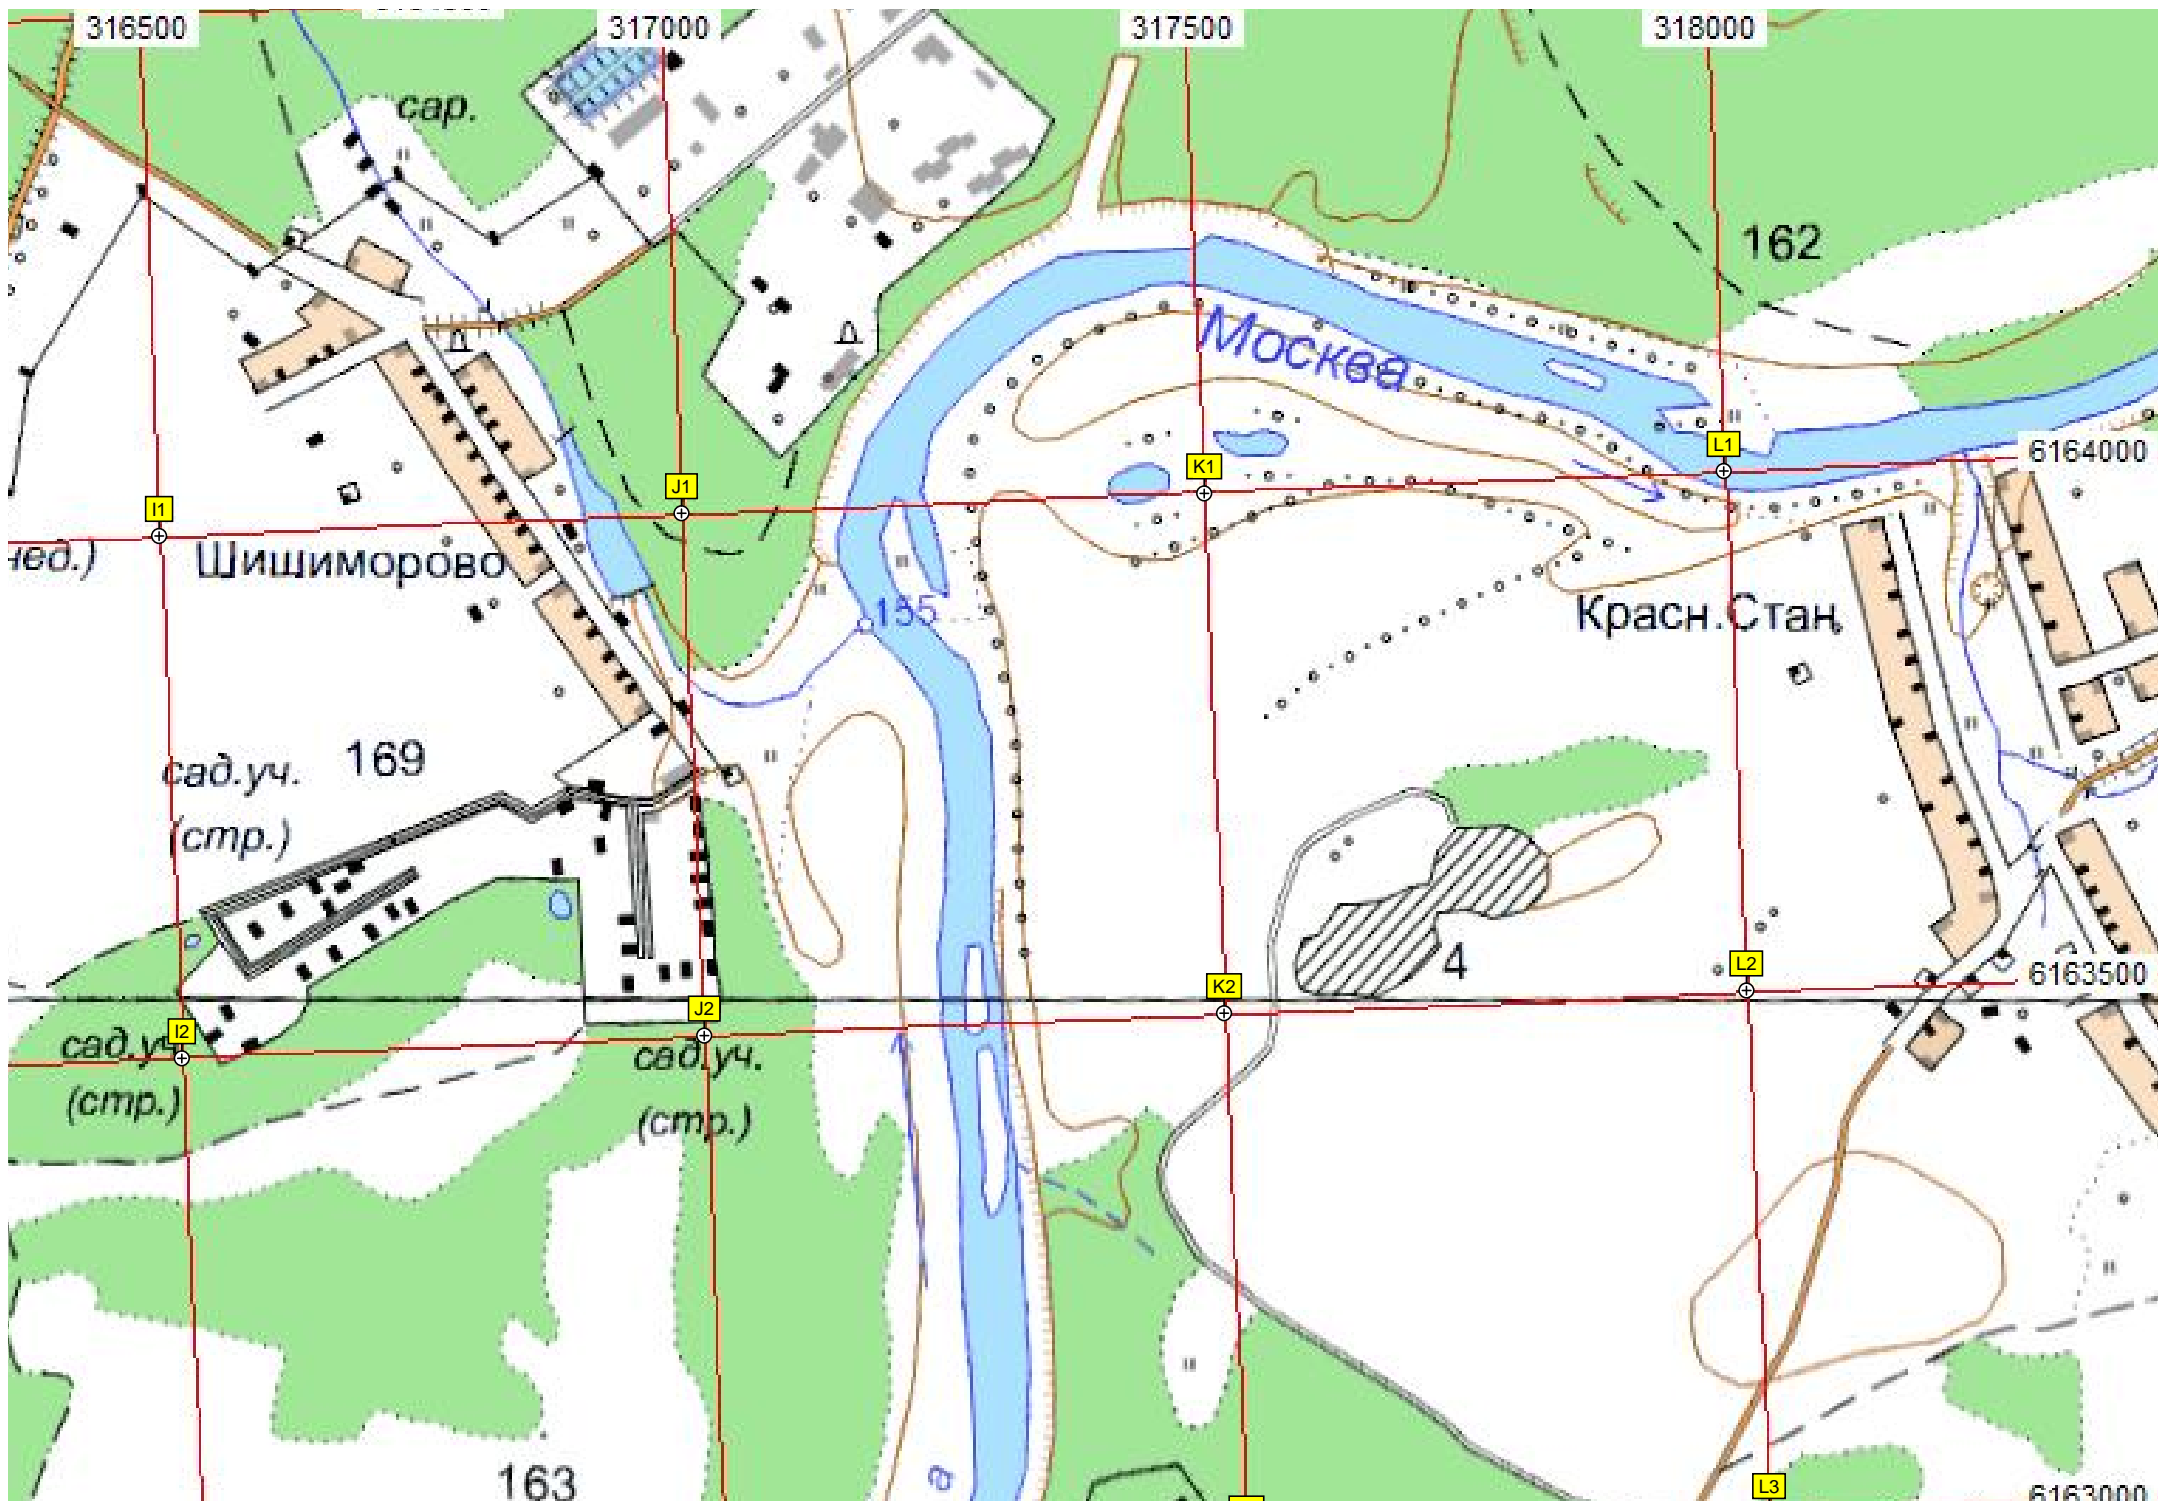 316500
317000
317500
318000
сар.
162
Москва
L1
6164000
K1
J1
I1
нед.)
Шишиморово
155
Красн.Стан.
сад.уч.
169
(стр.)
4
L2
6163500
K2
J2
I2
сад.уч.
(стр.)
сад.уч.
(стр.)
163
а
L3
6163000